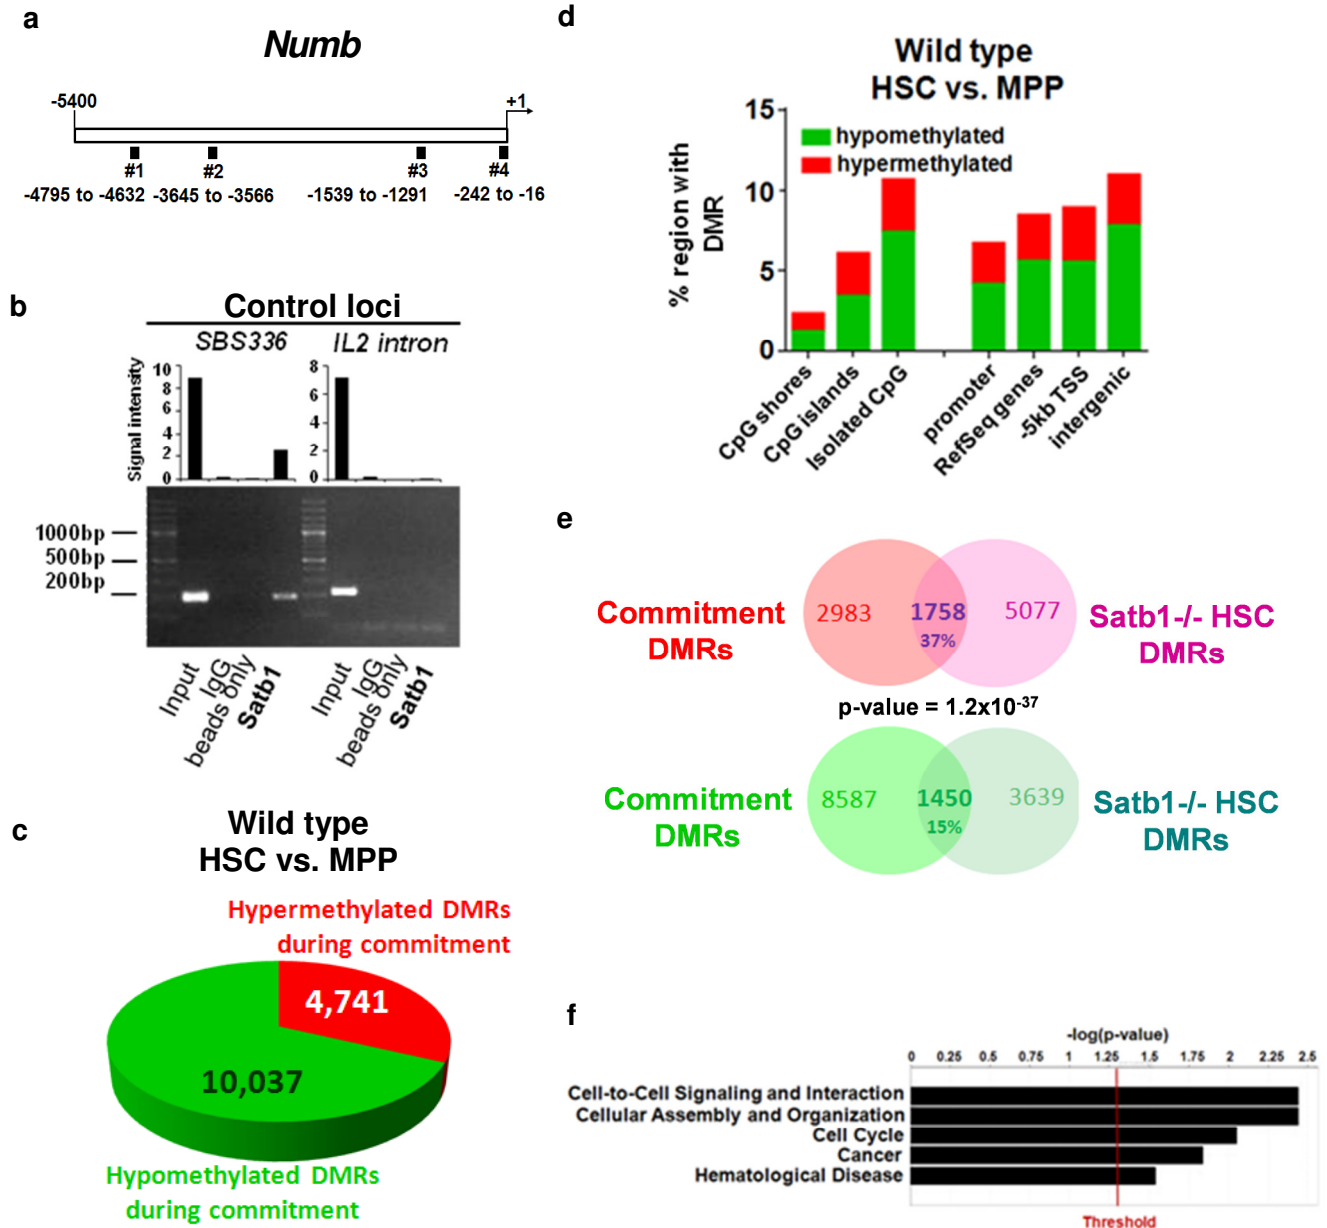 a
Numb
-5400
+1
#1
#2
#3
#4
-4795 to -4632
-3645 to -3566
-1539 to -1291
-242 to -16
b
Control loci
SBS336
IL2 intron
Signal intensity
10
8
6
4
2
0
8
6
4
2
0
1000bp
500bp
200bp
Input
IgG
beads only
Satb1
Input
IgG
beads only
Satb1
c
Wild type
HSC vs. MPP
Hypermethylated DMRs
during commitment
4,741
10,037
Hypomethylated DMRs
during commitment
d
Wild type
HSC vs. MPP
% region with
DMR
15
10
5
0
hypomethylated
hypermethylated
CpG shores
CpG islands
Isolated CpG
promoter
RefSeq genes
-5kb TSS
intergenic
e
Commitment
DMRs
2983
1758
37%
5077
Satb1-/- HSC
DMRs
p-value = 1.2x10-37
Commitment
DMRs
8587
1450
15%
3639
Satb1-/- HSC
DMRs
f
-log(p-value)
0 0.25 0.5 0.75 1 1.25 1.5 1.75 2 2.25 2.5
Cell-to-Cell Signaling and Interaction
Cellular Assembly and Organization
Cell Cycle
Cancer
Hematological Disease
Threshold